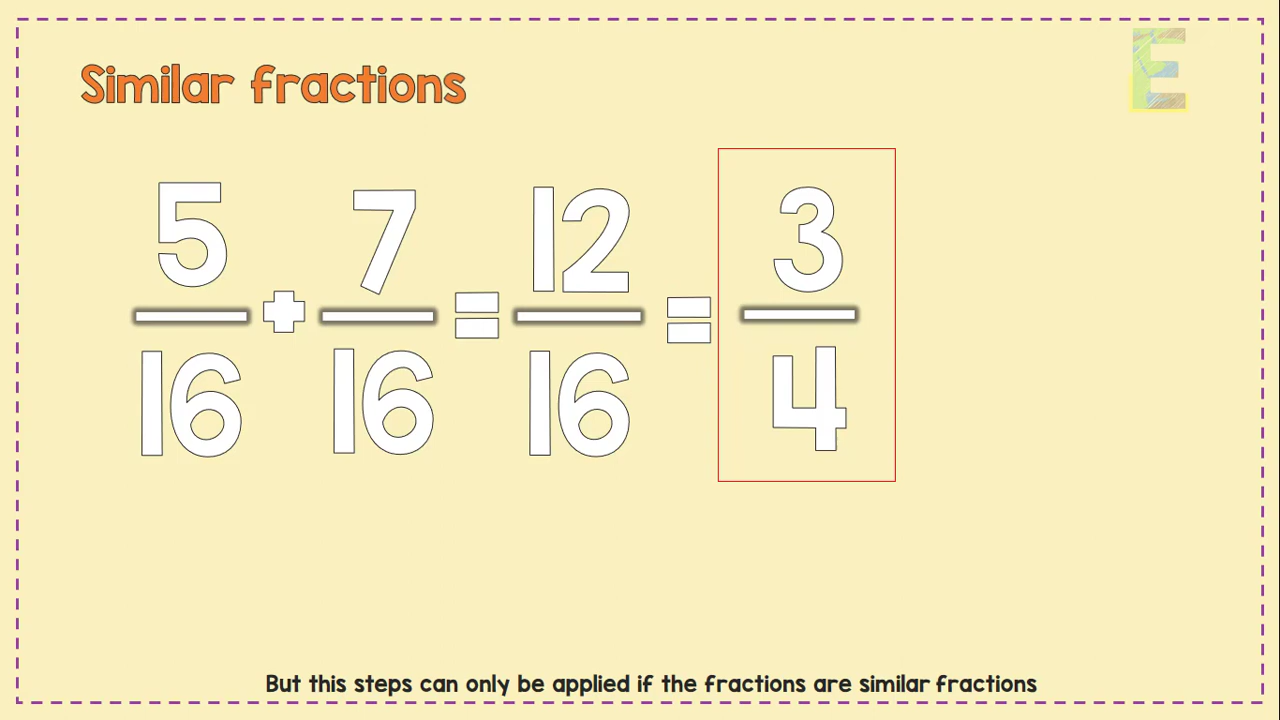 Similar fractions
E
5 7 12 3
+ = =
16 16 16 4
But this steps can only be applied if the fractions are similar fractions